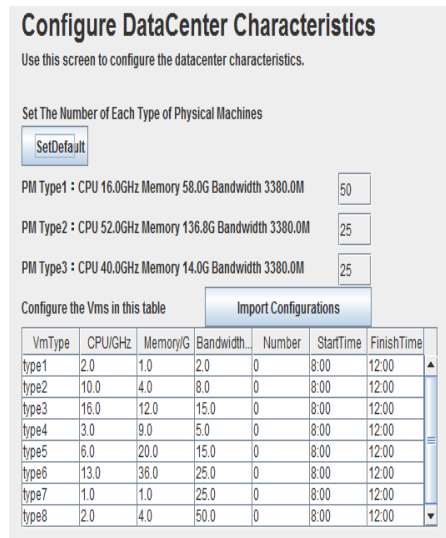 Configure DataCenter Characteristics
Use this screen to configure the datacenter characteristics.
Set The Number of Each Type of Physical Machines
SetDefault
PM Type1：CPU 16.0GHz Memory 58.0G Bandwidth 3380.0M 50
PM Type2：CPU 52.0GHz Memory 136.8G Bandwidth 3380.0M 25
PM Type3：CPU 40.0GHz Memory 14.0G Bandwidth 3380.0M 25
Configure the Vms in this table Import Configurations
VmType CPU/GHz Memory/G Bandwidth... Number StartTime FinishTime
type1 2.0 1.0 2.0 0 8:00 12:00
type2 10.0 4.0 8.0 0 8:00 12:00
type3 16.0 12.0 15.0 0 8:00 12:00
type4 3.0 9.0 5.0 0 8:00 12:00
type5 6.0 20.0 15.0 0 8:00 12:00
type6 13.0 36.0 25.0 0 8:00 12:00
type7 1.0 1.0 25.0 0 8:00 12:00
type8 2.0 4.0 50.0 0 8:00 12:00